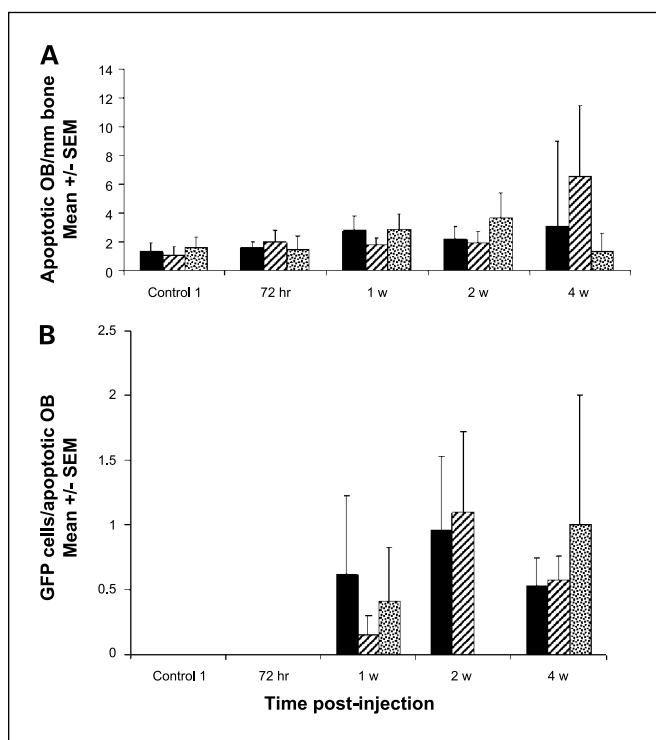 A
Apoptotic OB/mm bone
Mean +/- SEM
14
12
10
8
6
4
2
0
Control 1
72 hr
1 w
2 w
4 w
B
GFP cells/apoptotic OB
Mean +/- SEM
2.5
2
1.5
1
0.5
0
Control 1
72 hr
1 w
2 w
4 w
Time post-injection